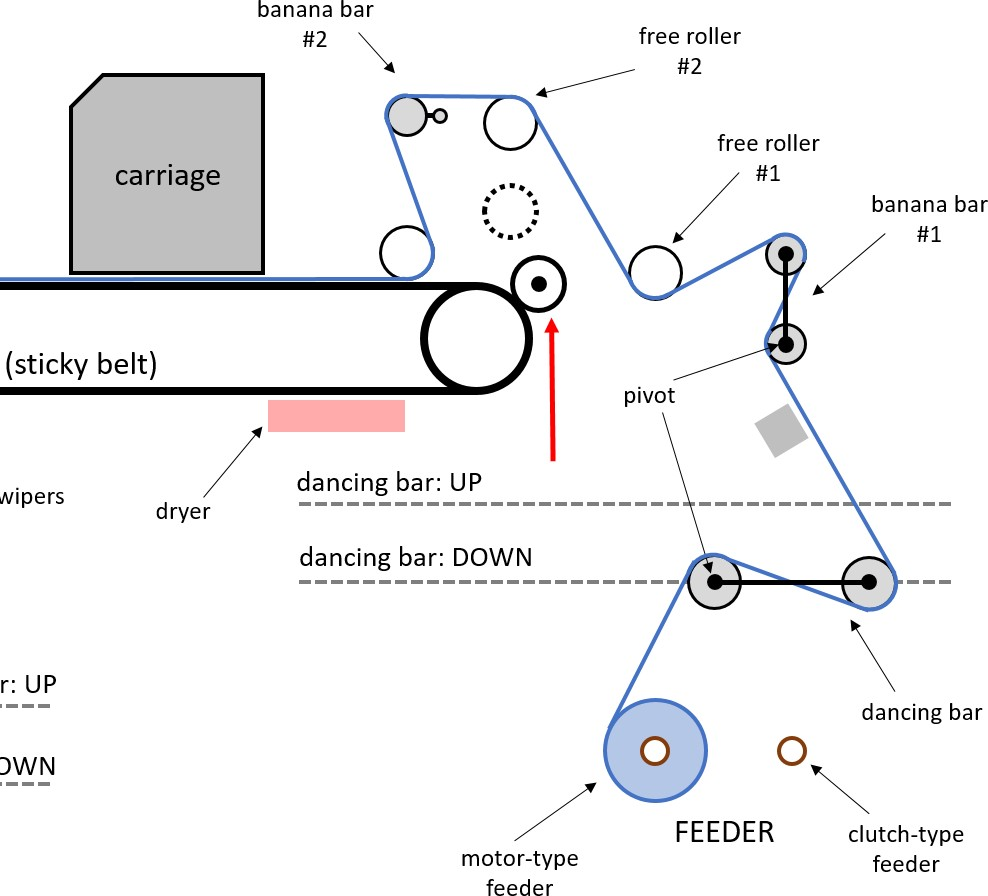 banana bar
#2
free roller
#2
free roller
#1
carriage
banana bar
#1
(sticky belt)
pivot
dancing bar: UP
wipers
dryer
dancing bar: DOWN
r: UP
dancing bar
OWN
FEEDER
clutch-type
feeder
motor-type
feeder